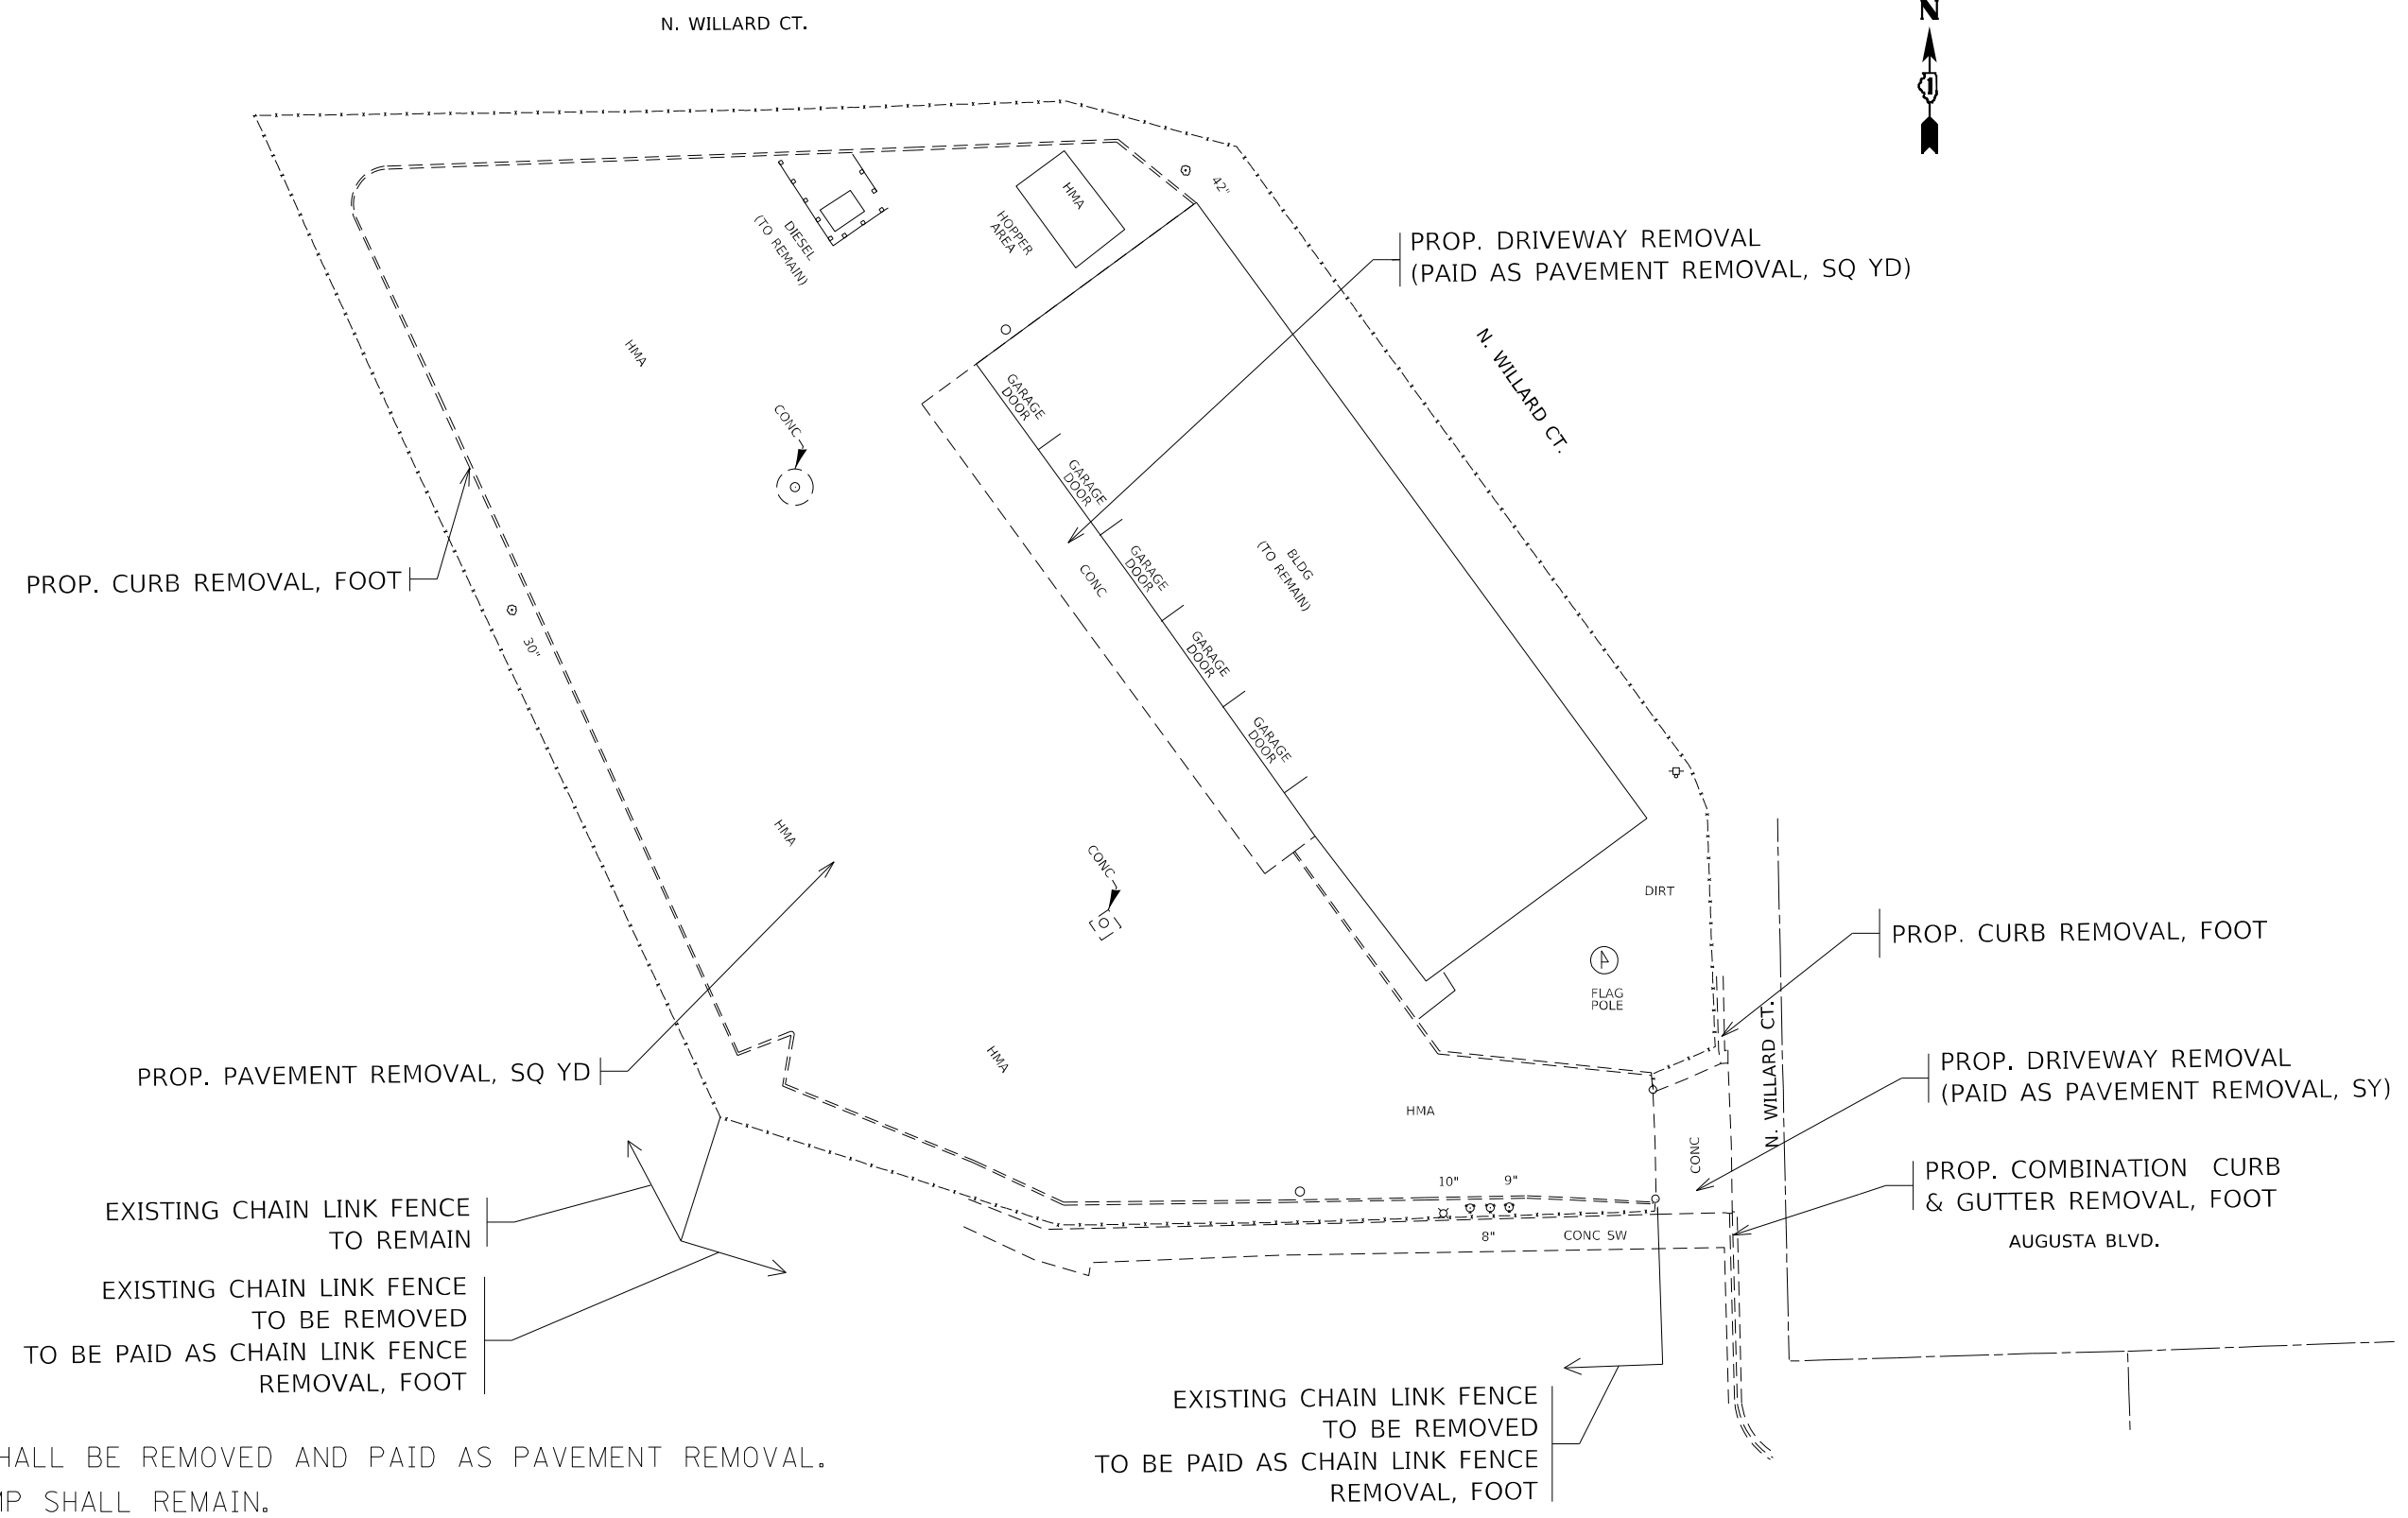 N. WILLARD CT.
N
1
42"
HMA
HOPPER
AREA
DIESEL
(TO REMAIN)
PROP. DRIVEWAY REMOVAL
(PAID AS PAVEMENT REMOVAL, SQ YD)
HMA
N. WILLARD CT.
GARAGE
DOOR
CONC
GARAGE
DOOR
GARAGE
DOOR
CONC
BLDG
(TO REMAIN)
PROP. CURB REMOVAL, FOOT
30"
GARAGE
DOOR
GARAGE
DOOR
HMA
CONC
DIRT
PROP. CURB REMOVAL, FOOT
FLAG
POLE
N. WILLARD CT.
HMA
PROP. PAVEMENT REMOVAL, SQ YD
PROP. DRIVEWAY REMOVAL
(PAID AS PAVEMENT REMOVAL, SY)
HMA
CONC
10"
9"
8"
CONC SW
PROP. COMBINATION CURB
& GUTTER REMOVAL, FOOT
AUGUSTA BLVD.
EXISTING CHAIN LINK FENCE
TO REMAIN
EXISTING CHAIN LINK FENCE
TO BE REMOVED
TO BE PAID AS CHAIN LINK FENCE
REMOVAL, FOOT
EXISTING CHAIN LINK FENCE
TO BE REMOVED
TO BE PAID AS CHAIN LINK FENCE
REMOVAL, FOOT
HALL BE REMOVED AND PAID AS PAVEMENT REMOVAL.
MP SHALL REMAIN.